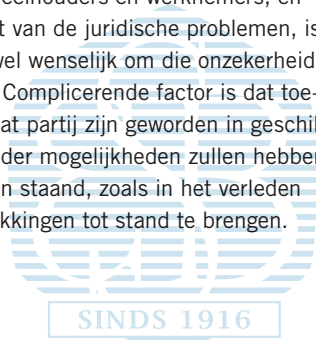 eelhouders en werknemers, en
t van de juridische problemen, is
wel wenselijk om die onzekerheid
Complicerende factor is dat toe-
at partij zijn geworden in geschil
der mogelijkheden zullen hebben
n staand, zoals in het verleden
kkingen tot stand te brengen.
SINDS 1916